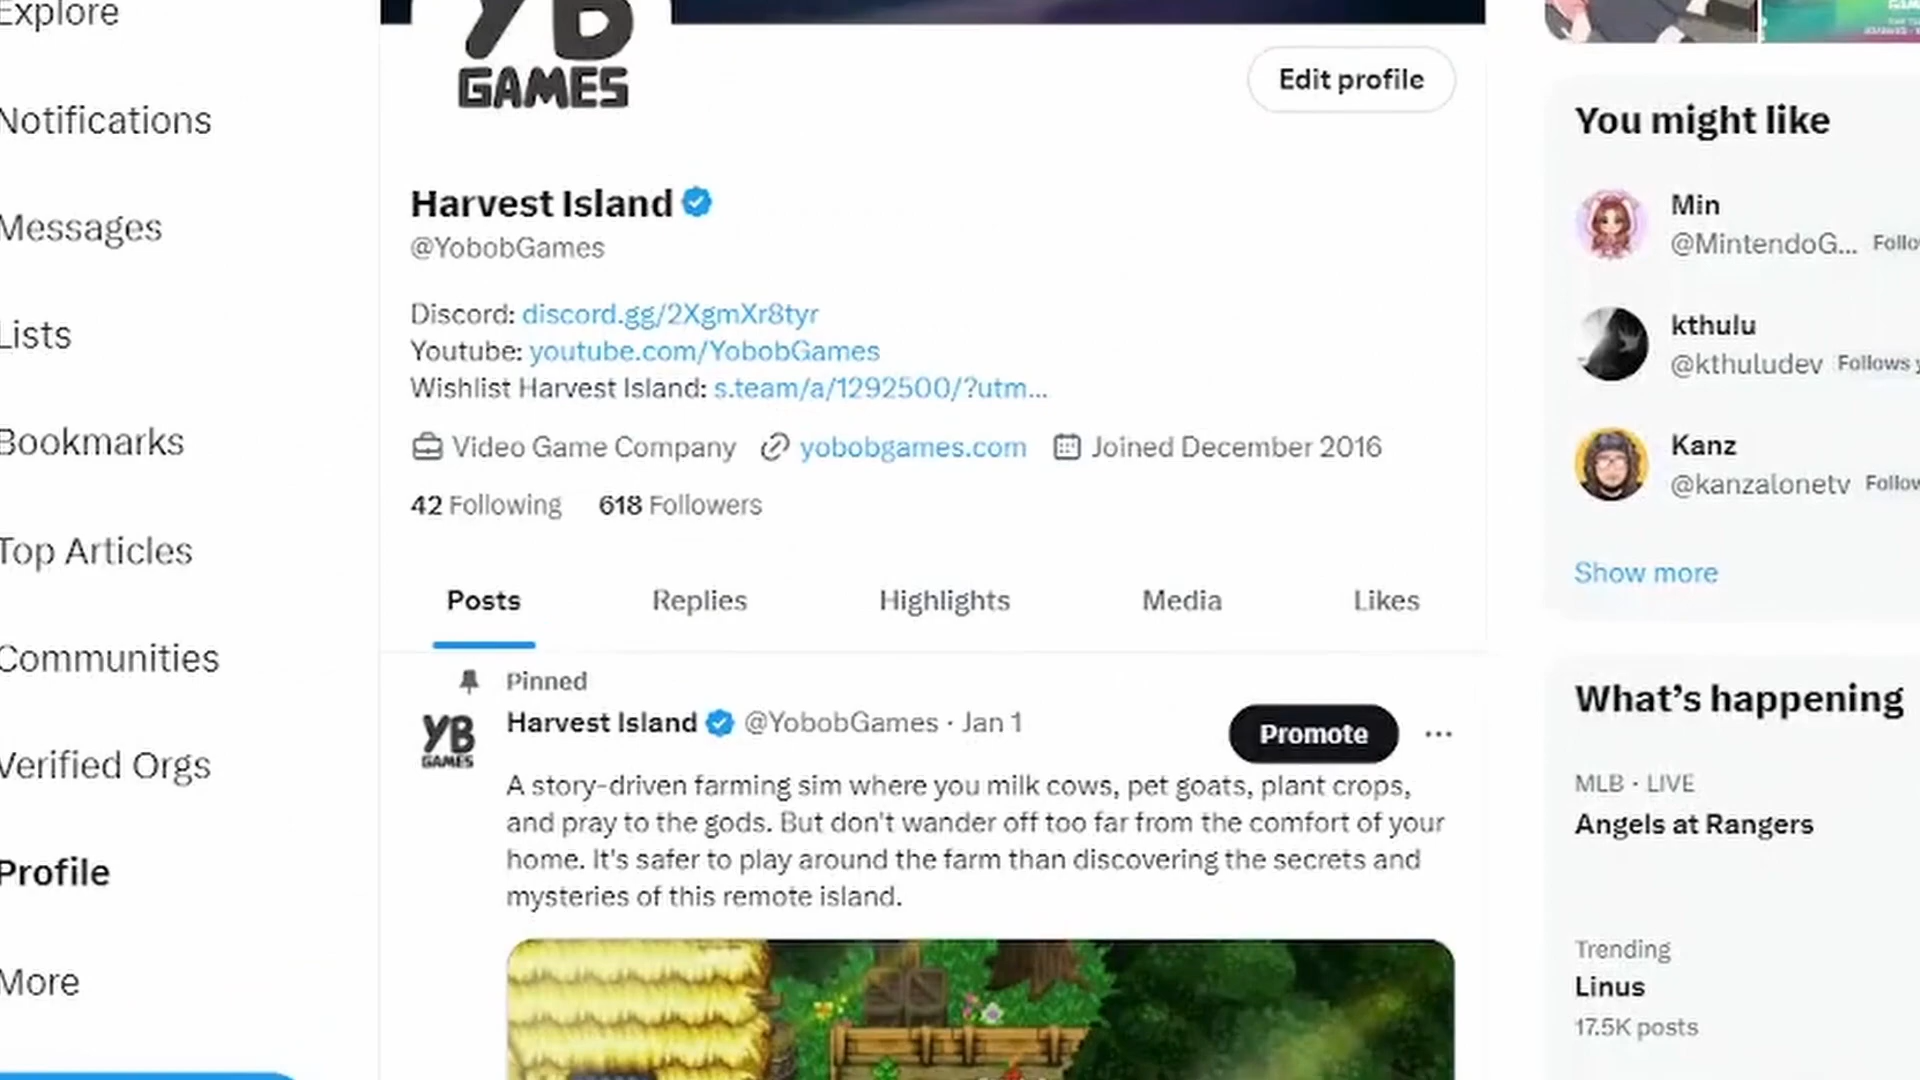 Explore
Notifications
Messages
Lists
Bookmarks
Top Articles
Communities
Verified Orgs
Profile
More
YB
GAMES
Edit profile
Harvest Island
@YobobGames
Discord: discord.gg/2XgmXr8tyr
Youtube: youtube.com/YobobGames
Wishlist Harvest Island: s.team/a/1292500/?utm...
Video Game Company yobobgames.com Joined December 2016
42 Following 618 Followers
Posts Replies Highlights Media Likes
Pinned
YB
GAMES
Harvest Island @YobobGames · Jan 1
Promote
A story-driven farming sim where you milk cows, pet goats, plant crops,
and pray to the gods. But don't wander off too far from the comfort of your
home. It's safer to play around the farm than discovering the secrets and
mysteries of this remote island.
You might like
Min
@MintendoG... Follo
kthulu
@kthuludev Follows y
Kanz
@kanzalonetv Follow
Show more
What's happening
MLB · LIVE
Angels at Rangers
Trending
Linus
17.5K posts